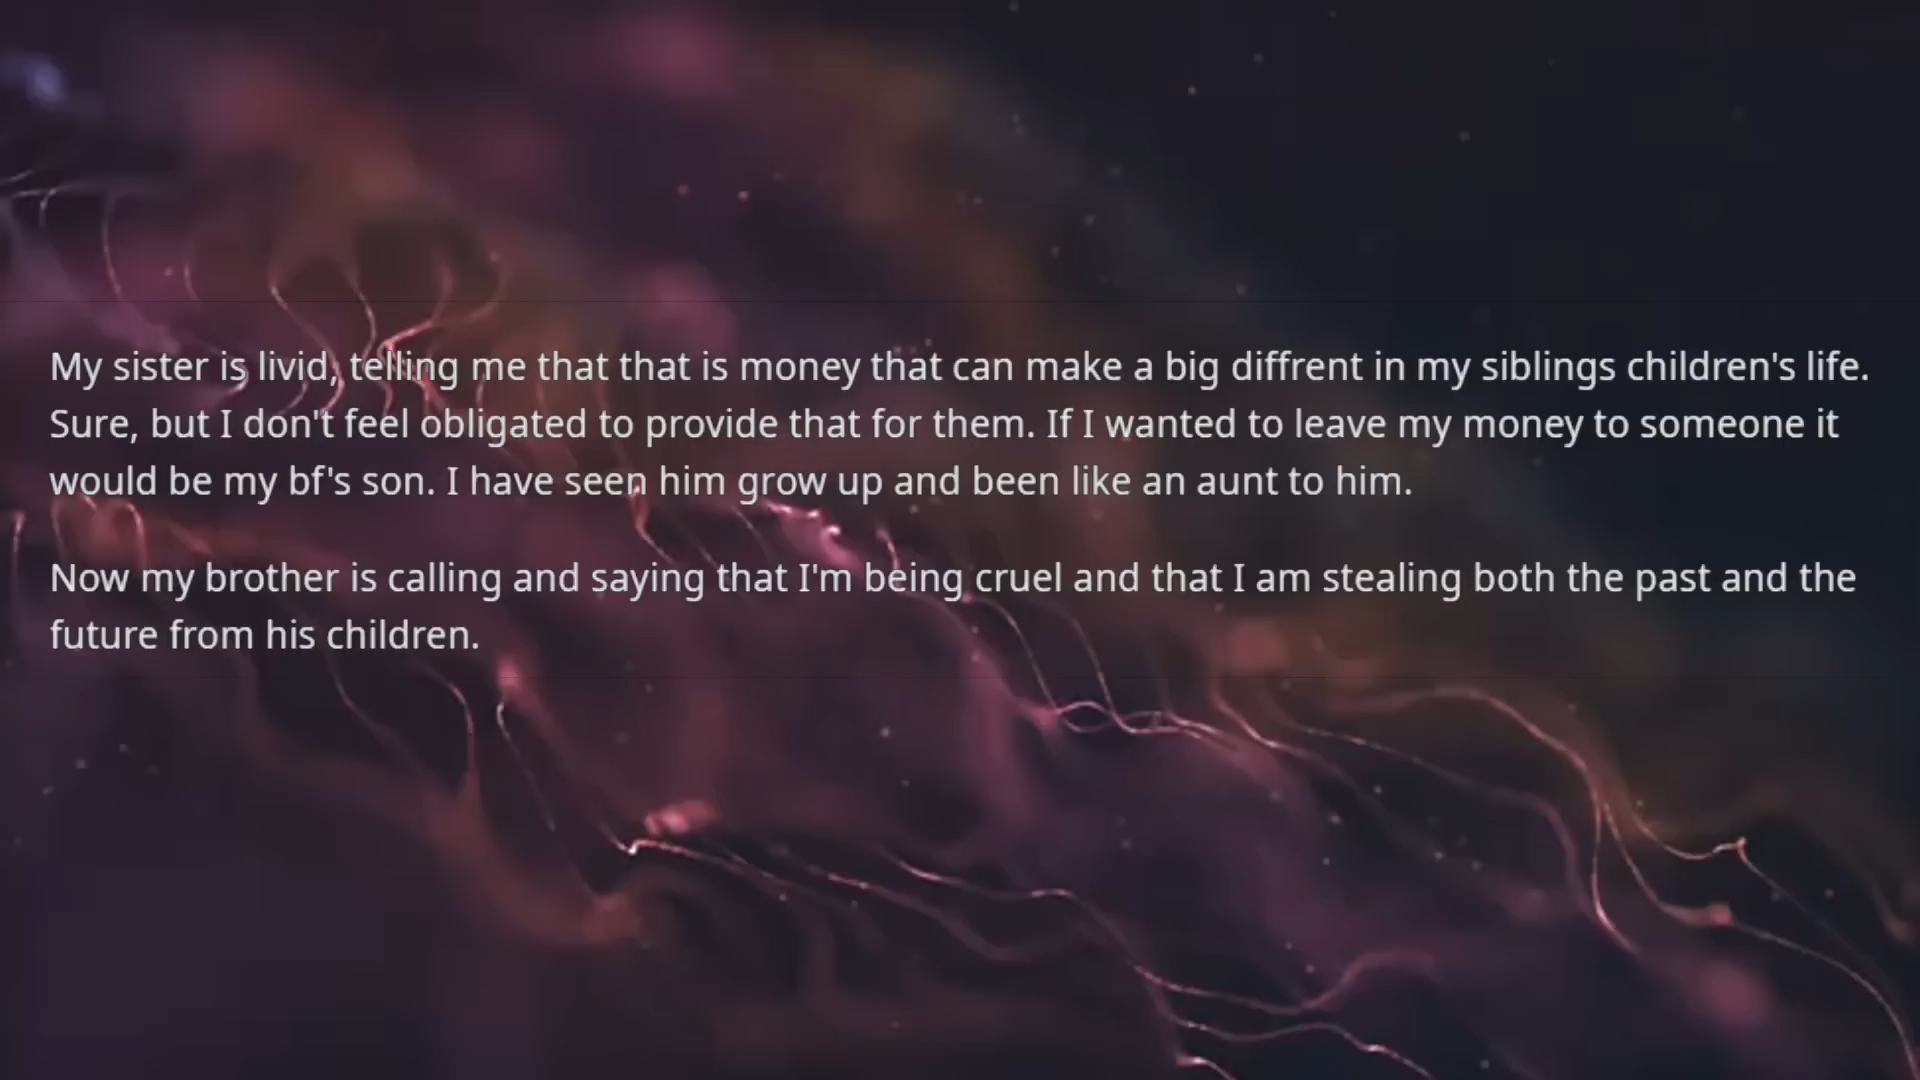 My sister is livid, telling me that that is money that can make a big diffrent in my siblings children's life.
Sure, but I don't feel obligated to provide that for them. If I wanted to leave my money to someone it
would be my bf's son. I have seen him grow up and been like an aunt to him.
Now my brother is calling and saying that I'm being cruel and that I am stealing both the past and the
future from his children.